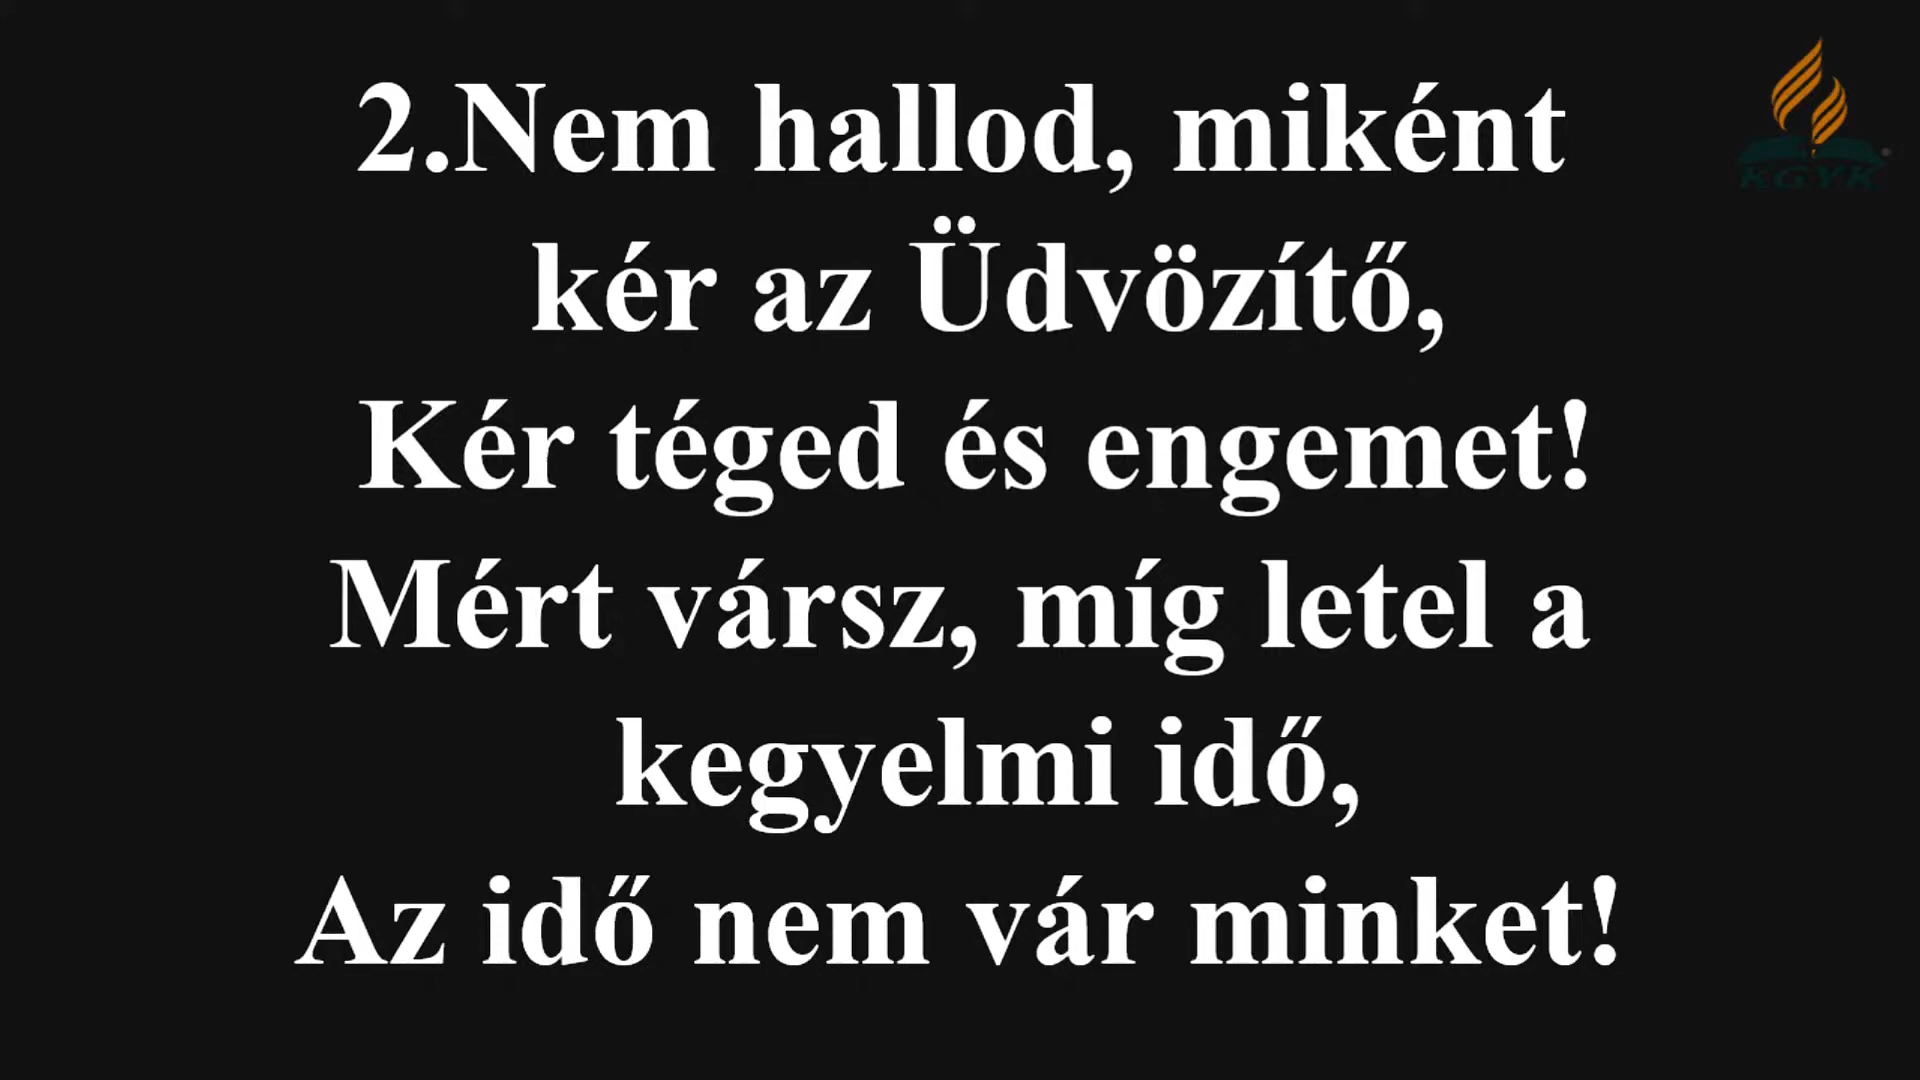 2.Nem hallod, miként
kér az Üdvözítő,
Kér téged és engemet!
Mért vársz, míg letel a
kegyelmi idő,
Az idő nem vár minket!
KGYK